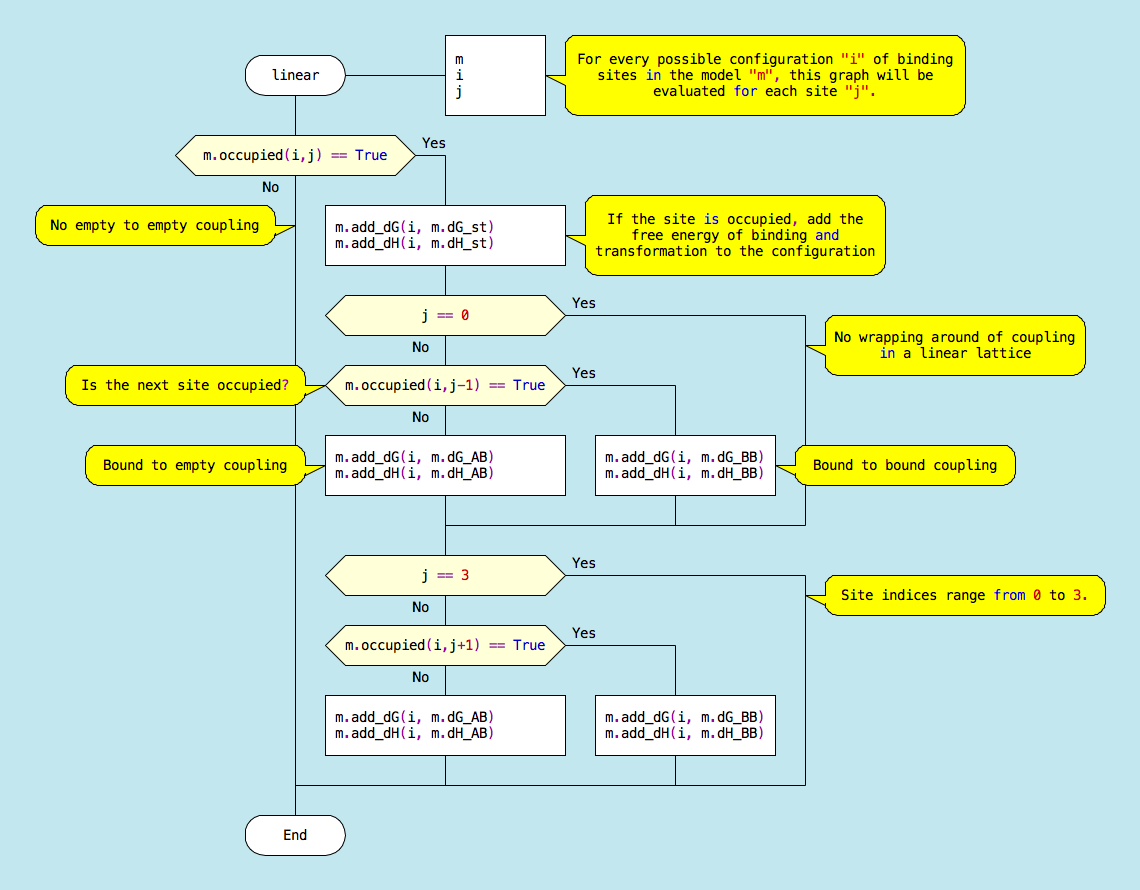 linear
m
i
j
For every possible configuration "i" of binding
sites in the model "m", this graph will be
evaluated for each site "j".
m.occupied(i,j) == True
Yes
No
No empty to empty coupling
m.add_dG(i, m.dG_st)
m.add_dH(i, m.dH_st)
If the site is occupied, add the
free energy of binding and
transformation to the configuration
j == 0
Yes
No
No wrapping around of coupling
in a linear lattice
Is the next site occupied?
m.occupied(i,j-1) == True
Yes
No
Bound to empty coupling
m.add_dG(i, m.dG_AB)
m.add_dH(i, m.dH_AB)
m.add_dG(i, m.dG_BB)
m.add_dH(i, m.dH_BB)
Bound to bound coupling
j == 3
Yes
No
Site indices range from 0 to 3.
m.occupied(i,j+1) == True
Yes
No
m.add_dG(i, m.dG_AB)
m.add_dH(i, m.dH_AB)
m.add_dG(i, m.dG_BB)
m.add_dH(i, m.dH_BB)
End